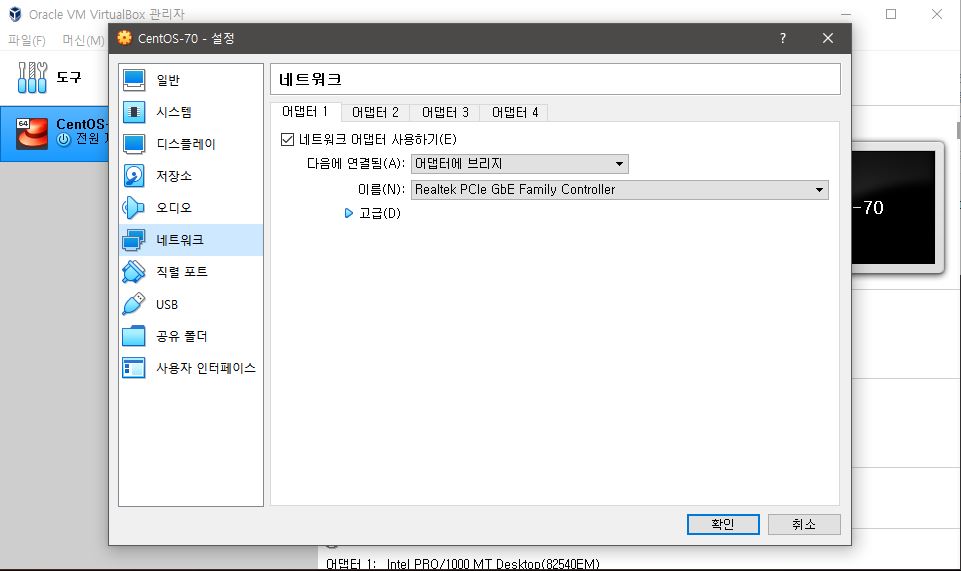 Oracle VM VirtualBox 관리자
파일(F) 머신(M)
CentOS-70 - 설정
?
도구
64
CentOS-
전원
일반
시스템
디스플레이
저장소
오디오
네트워크
직렬 포트
USB
공유 폴더
사용자 인터페이스
네트워크
어댑터 1 어댑터 2 어댑터 3 어댑터 4
네트워크 어댑터 사용하기(E)
다음에 연결됨(A): 어댑터에 브리지
이름(N): Realtek PCIe GbE Family Controller
고급(D)
-70
확인 취소
어댑터 1: Intel PRO/1000 MT Desktop(82540EM)